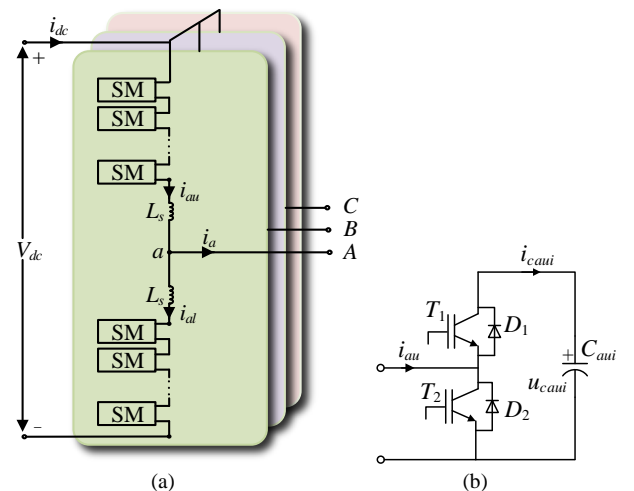 i_dc
+
SM
SM
SM
i_au
L_s
C
B
V_dc
a
i_a
A
L_s
i_al
SM
SM
SM
-
(a)
i_caui
T_1
D_1
+
C_aui
i_au
u_caui
T_2
D_2
(b)